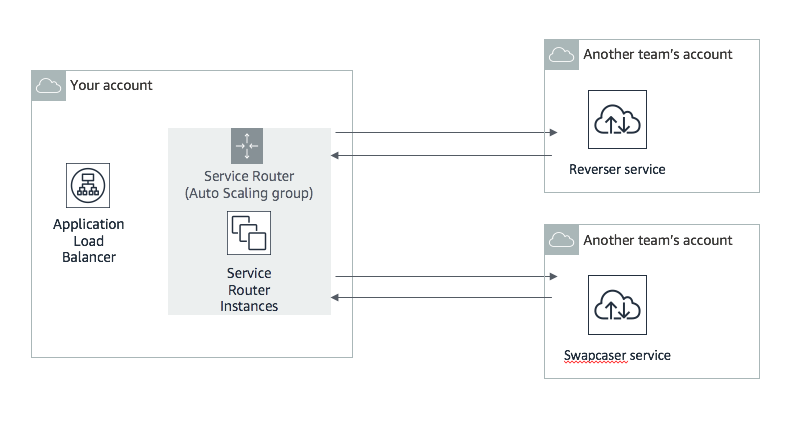 Your account
Application
Load
Balancer
Service Router
(Auto Scaling group)
Service
Router
Instances
Another team's account
Reverser service
Another team's account
Swapcaser service